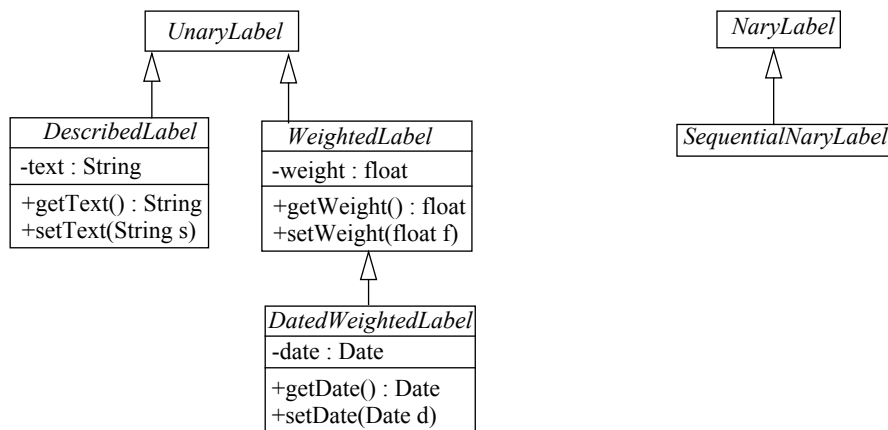 UnaryLabel
NaryLabel
DescribedLabel
-text : String
+getText() : String
+setText(String s)
WeightedLabel
-weight : float
+getWeight() : float
+setWeight(float f)
SequentialNaryLabel
DatedWeightedLabel
-date : Date
+getDate() : Date
+setDate(Date d)